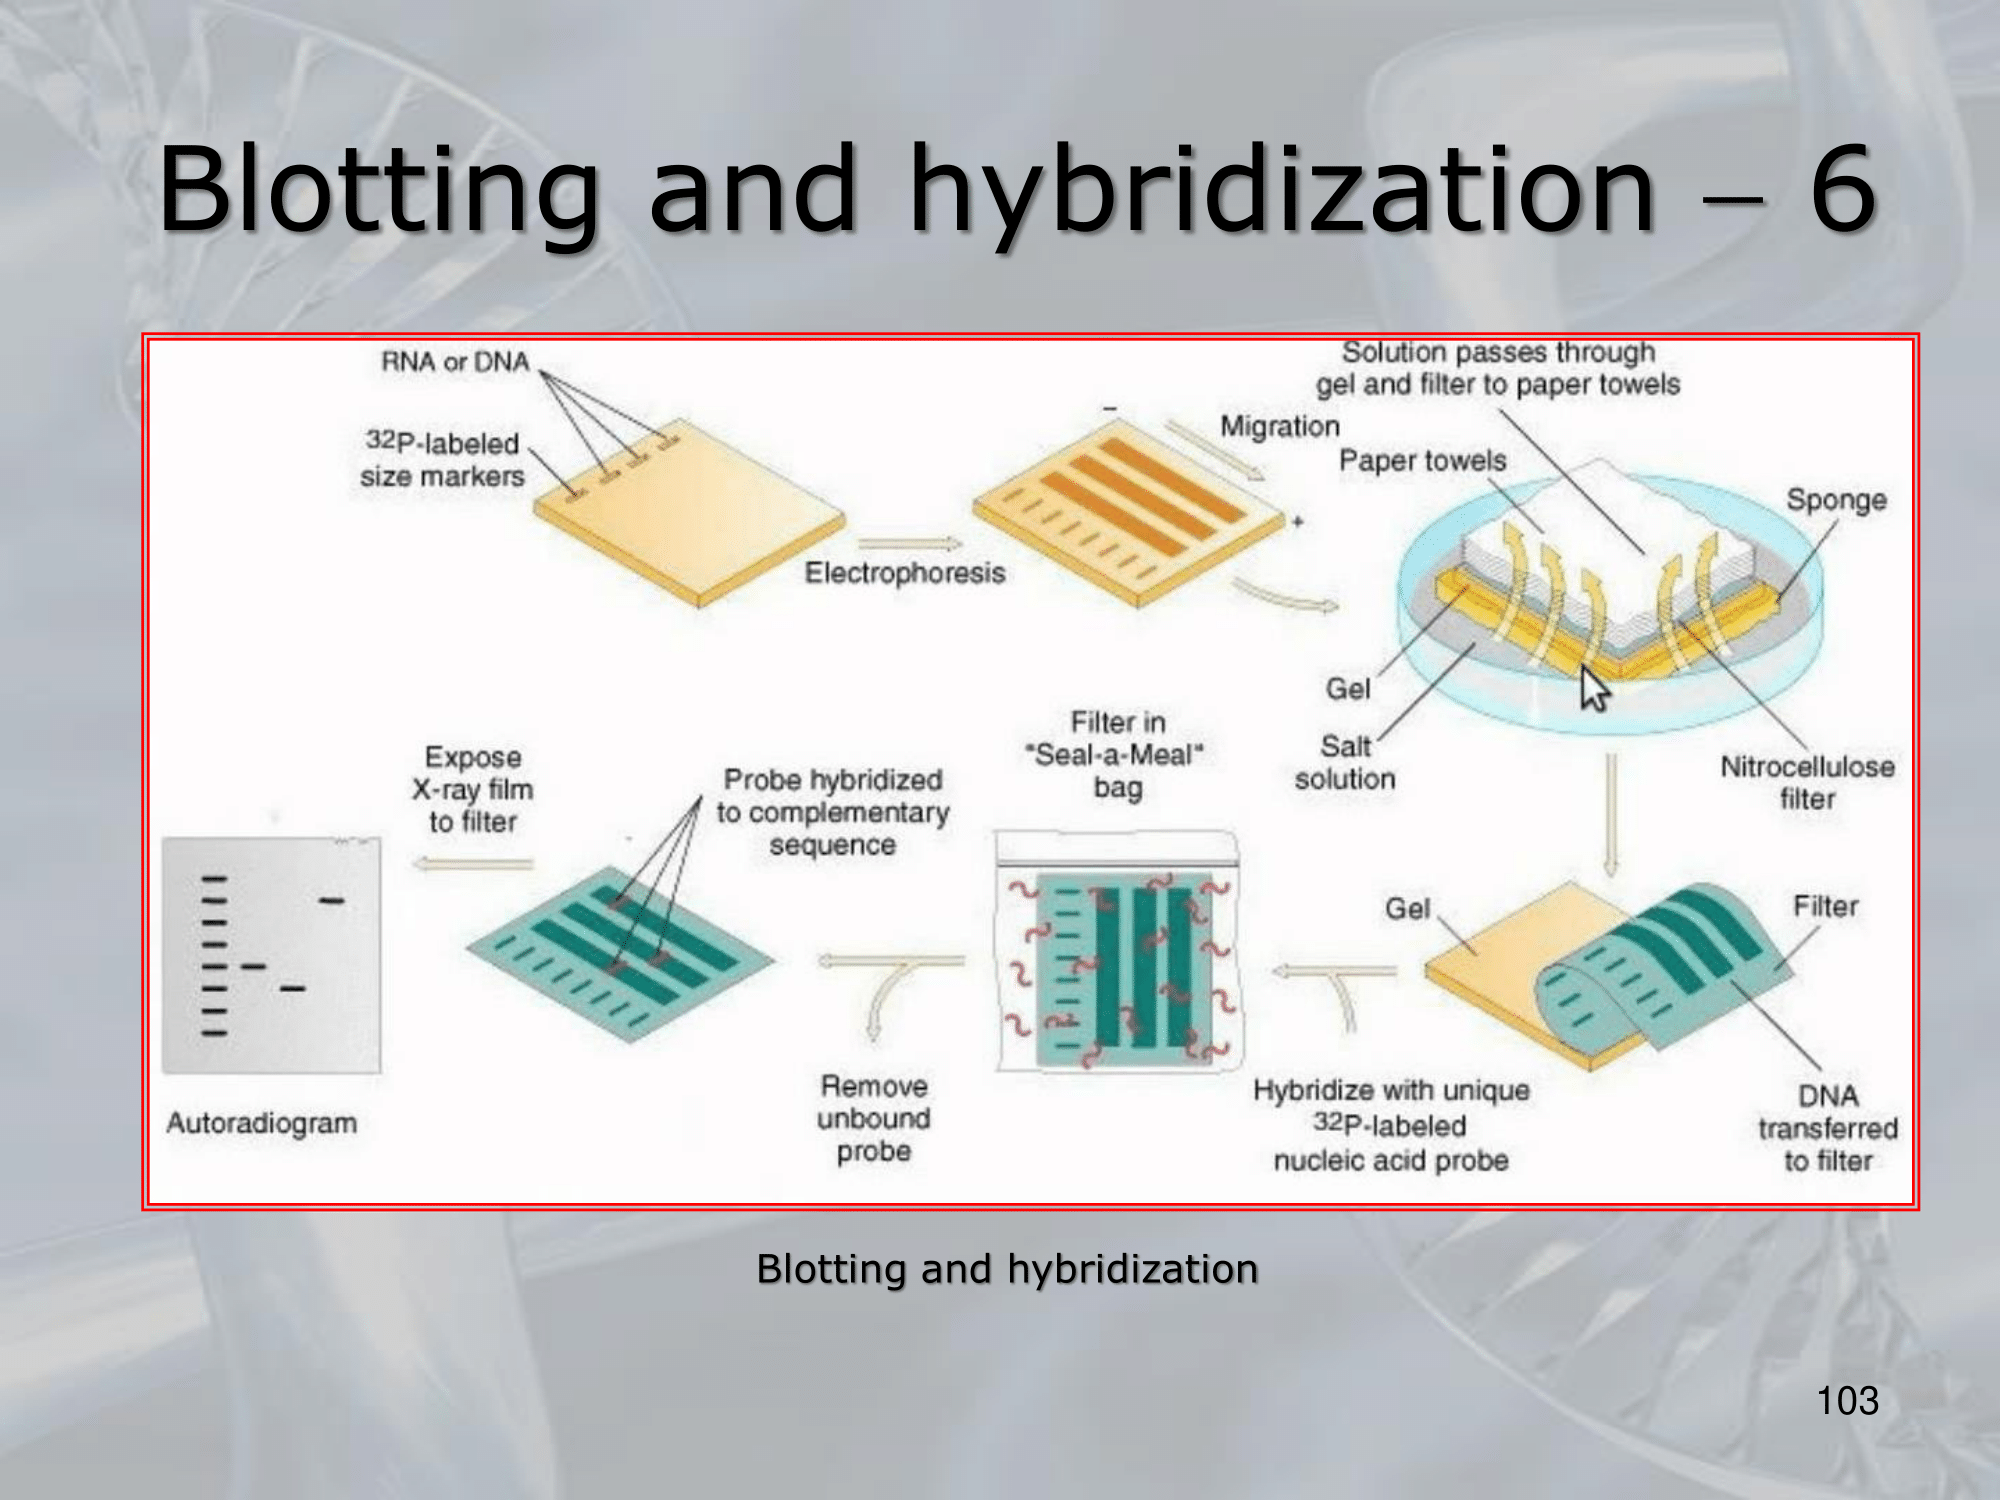 Blotting and hybridization – 6
RNA or DNA
32P-labeled
size markers
Electrophoresis
–
Migration
+
Solution passes through
gel and filter to paper towels
Paper towels
Sponge
Gel
Salt
solution
Nitrocellulose
filter
Gel
Filter
DNA
transferred
to filter
Hybridize with unique
32P-labeled
nucleic acid probe
Filter in
"Seal-a-Meal"
bag
Remove
unbound
probe
Probe hybridized
to complementary
sequence
Expose
X-ray film
to filter
Autoradiogram
Blotting and hybridization
103